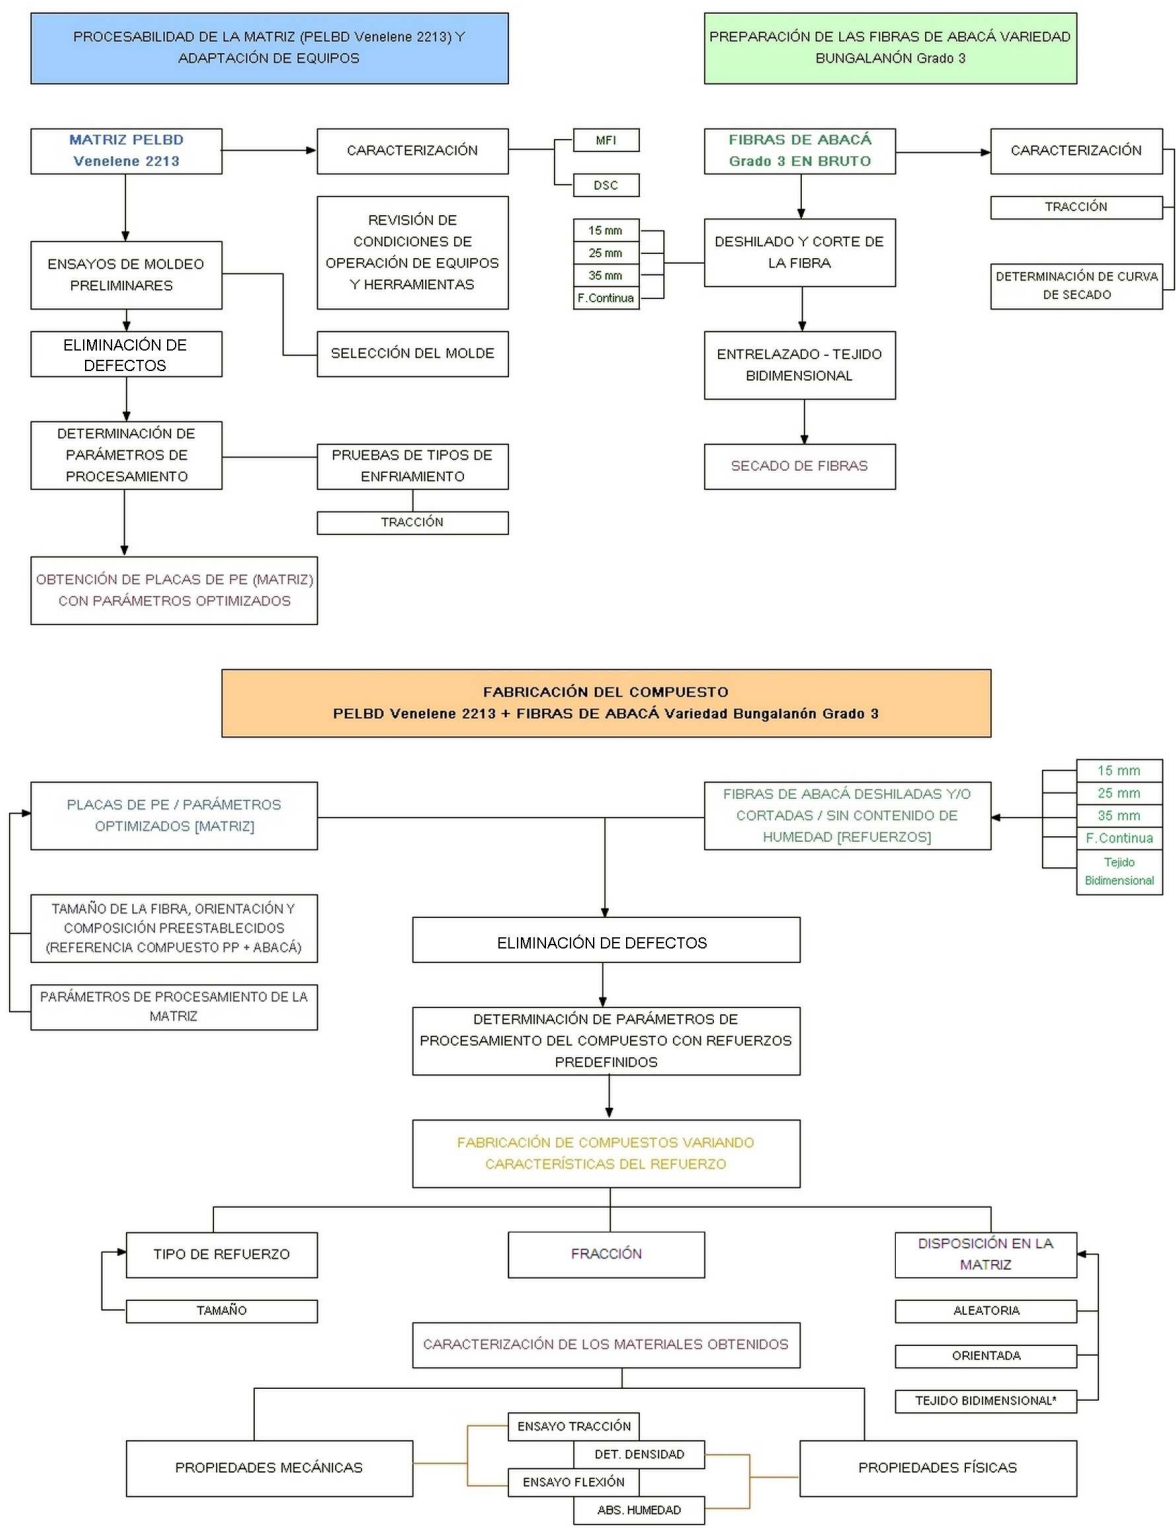 PROCESABILIDAD DE LA MATRIZ (PELBD Venelene 2213) Y
ADAPTACIÓN DE EQUIPOS
PREPARACIÓN DE LAS FIBRAS DE ABACÁ VARIEDAD
BUNGALANÓN Grado 3
MATRIZ PELBD
Venelene 2213
CARACTERIZACIÓN
MFI
DSC
REVISIÓN DE
CONDICIONES DE
OPERACIÓN DE EQUIPOS
Y HERRAMIENTAS
ENSAYOS DE MOLDEO
PRELIMINARES
SELECCIÓN DEL MOLDE
ELIMINACIÓN DE
DEFECTOS
DETERMINACIÓN DE
PARÁMETROS DE
PROCESAMIENTO
PRUEBAS DE TIPOS DE
ENFRIAMIENTO
TRACCIÓN
OBTENCIÓN DE PLACAS DE PE (MATRIZ)
CON PARÁMETROS OPTIMIZADOS
FIBRAS DE ABACÁ
Grado 3 EN BRUTO
CARACTERIZACIÓN
TRACCIÓN
DETERMINACIÓN DE CURVA
DE SECADO
15 mm
25 mm
35 mm
F.Continua
DESHILADO Y CORTE DE
LA FIBRA
ENTRELAZADO - TEJIDO
BIDIMENSIONAL
SECADO DE FIBRAS
FABRICACIÓN DEL COMPUESTO
PELBD Venelene 2213 + FIBRAS DE ABACÁ Variedad Bungalanón Grado 3
PLACAS DE PE / PARÁMETROS
OPTIMIZADOS [MATRIZ]
TAMAÑO DE LA FIBRA, ORIENTACIÓN Y
COMPOSICIÓN PREESTABLECIDOS
(REFERENCIA COMPUESTO PP + ABACÁ)
PARÁMETROS DE PROCESAMIENTO DE LA
MATRIZ
FIBRAS DE ABACÁ DESHILADAS Y/O
CORTADAS / SIN CONTENIDO DE
HUMEDAD [REFUERZOS]
15 mm
25 mm
35 mm
F.Continua
Tejido
Bidimensional
ELIMINACIÓN DE DEFECTOS
DETERMINACIÓN DE PARÁMETROS DE
PROCESAMIENTO DEL COMPUESTO CON REFUERZOS
PREDEFINIDOS
FABRICACIÓN DE COMPUESTOS VARIANDO
CARACTERÍSTICAS DEL REFUERZO
TIPO DE REFUERZO
TAMAÑO
FRACCIÓN
DISPOSICIÓN EN LA
MATRIZ
ALEATORIA
ORIENTADA
TEJIDO BIDIMENSIONAL*
CARACTERIZACIÓN DE LOS MATERIALES OBTENIDOS
PROPIEDADES MECÁNICAS
ENSAYO TRACCIÓN
DET. DENSIDAD
ENSAYO FLEXIÓN
ABS. HUMEDAD
PROPIEDADES FÍSICAS